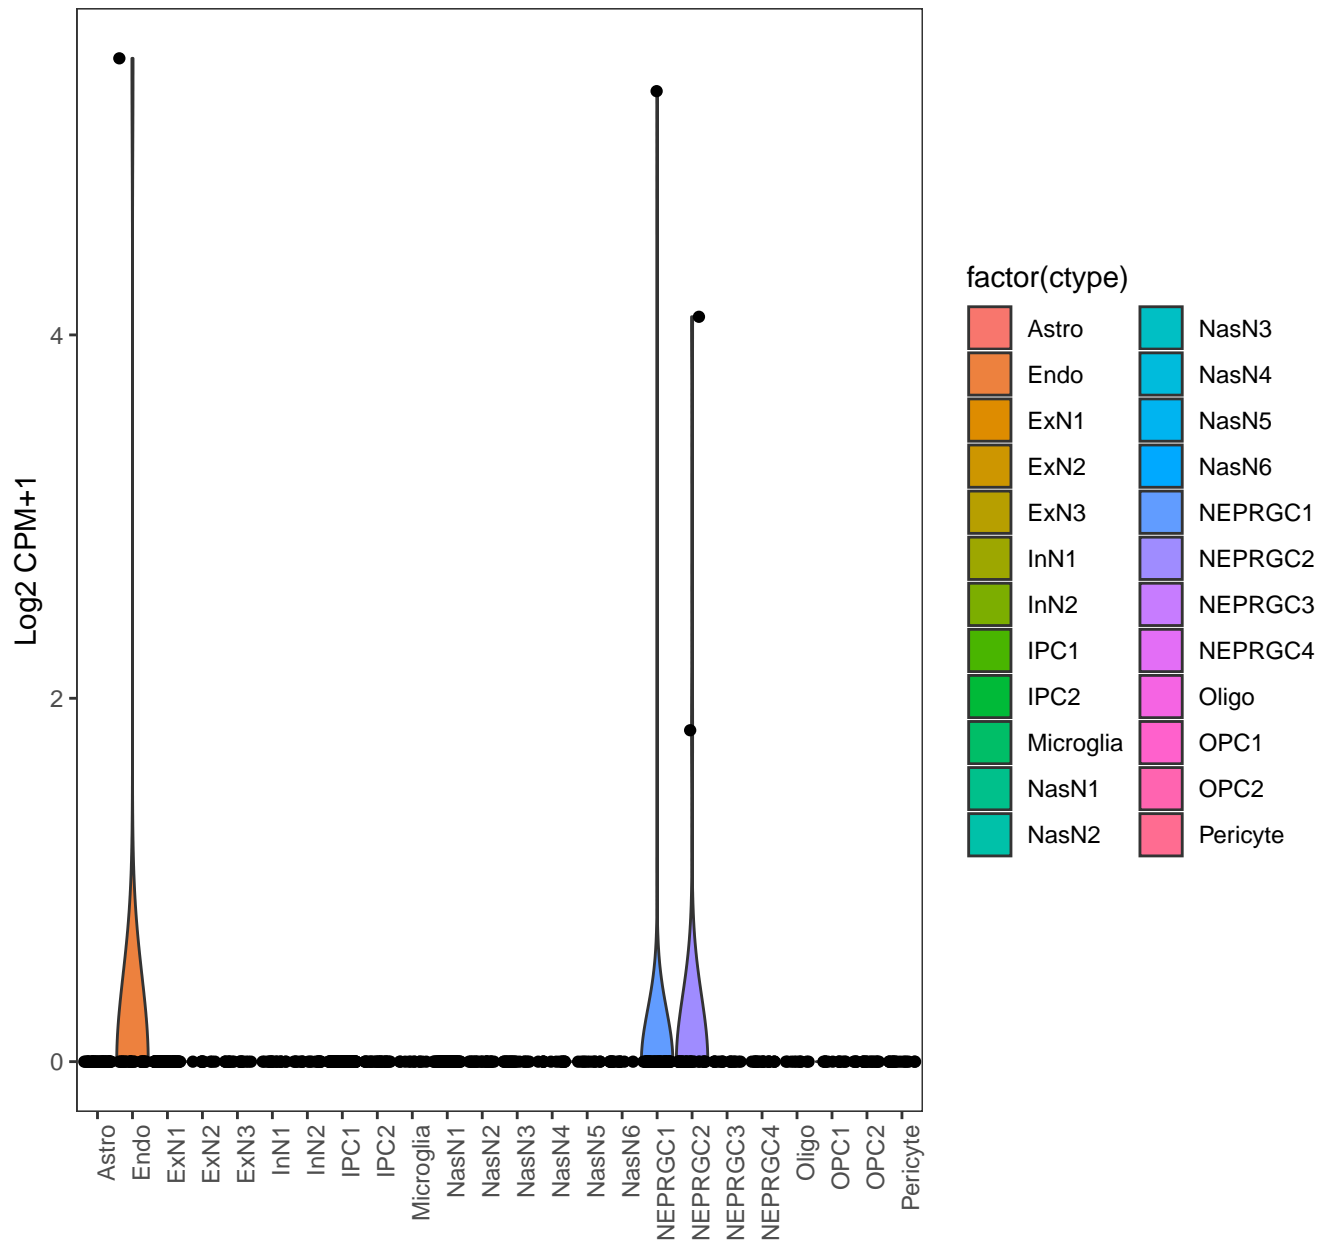 Log2 CPM+1
4
2
0
Astro
Endo
ExN1
ExN2
ExN3
InN1
InN2
IPC1
IPC2
Microglia
NasN1
NasN2
NasN3
NasN4
NasN5
NasN6
NEPRGC1
NEPRGC2
NEPRGC3
NEPRGC4
Oligo
OPC1
OPC2
Pericyte
factor(ctype)
Astro
Endo
ExN1
ExN2
ExN3
InN1
InN2
IPC1
IPC2
Microglia
NasN1
NasN2
NasN3
NasN4
NasN5
NasN6
NEPRGC1
NEPRGC2
NEPRGC3
NEPRGC4
Oligo
OPC1
OPC2
Pericyte